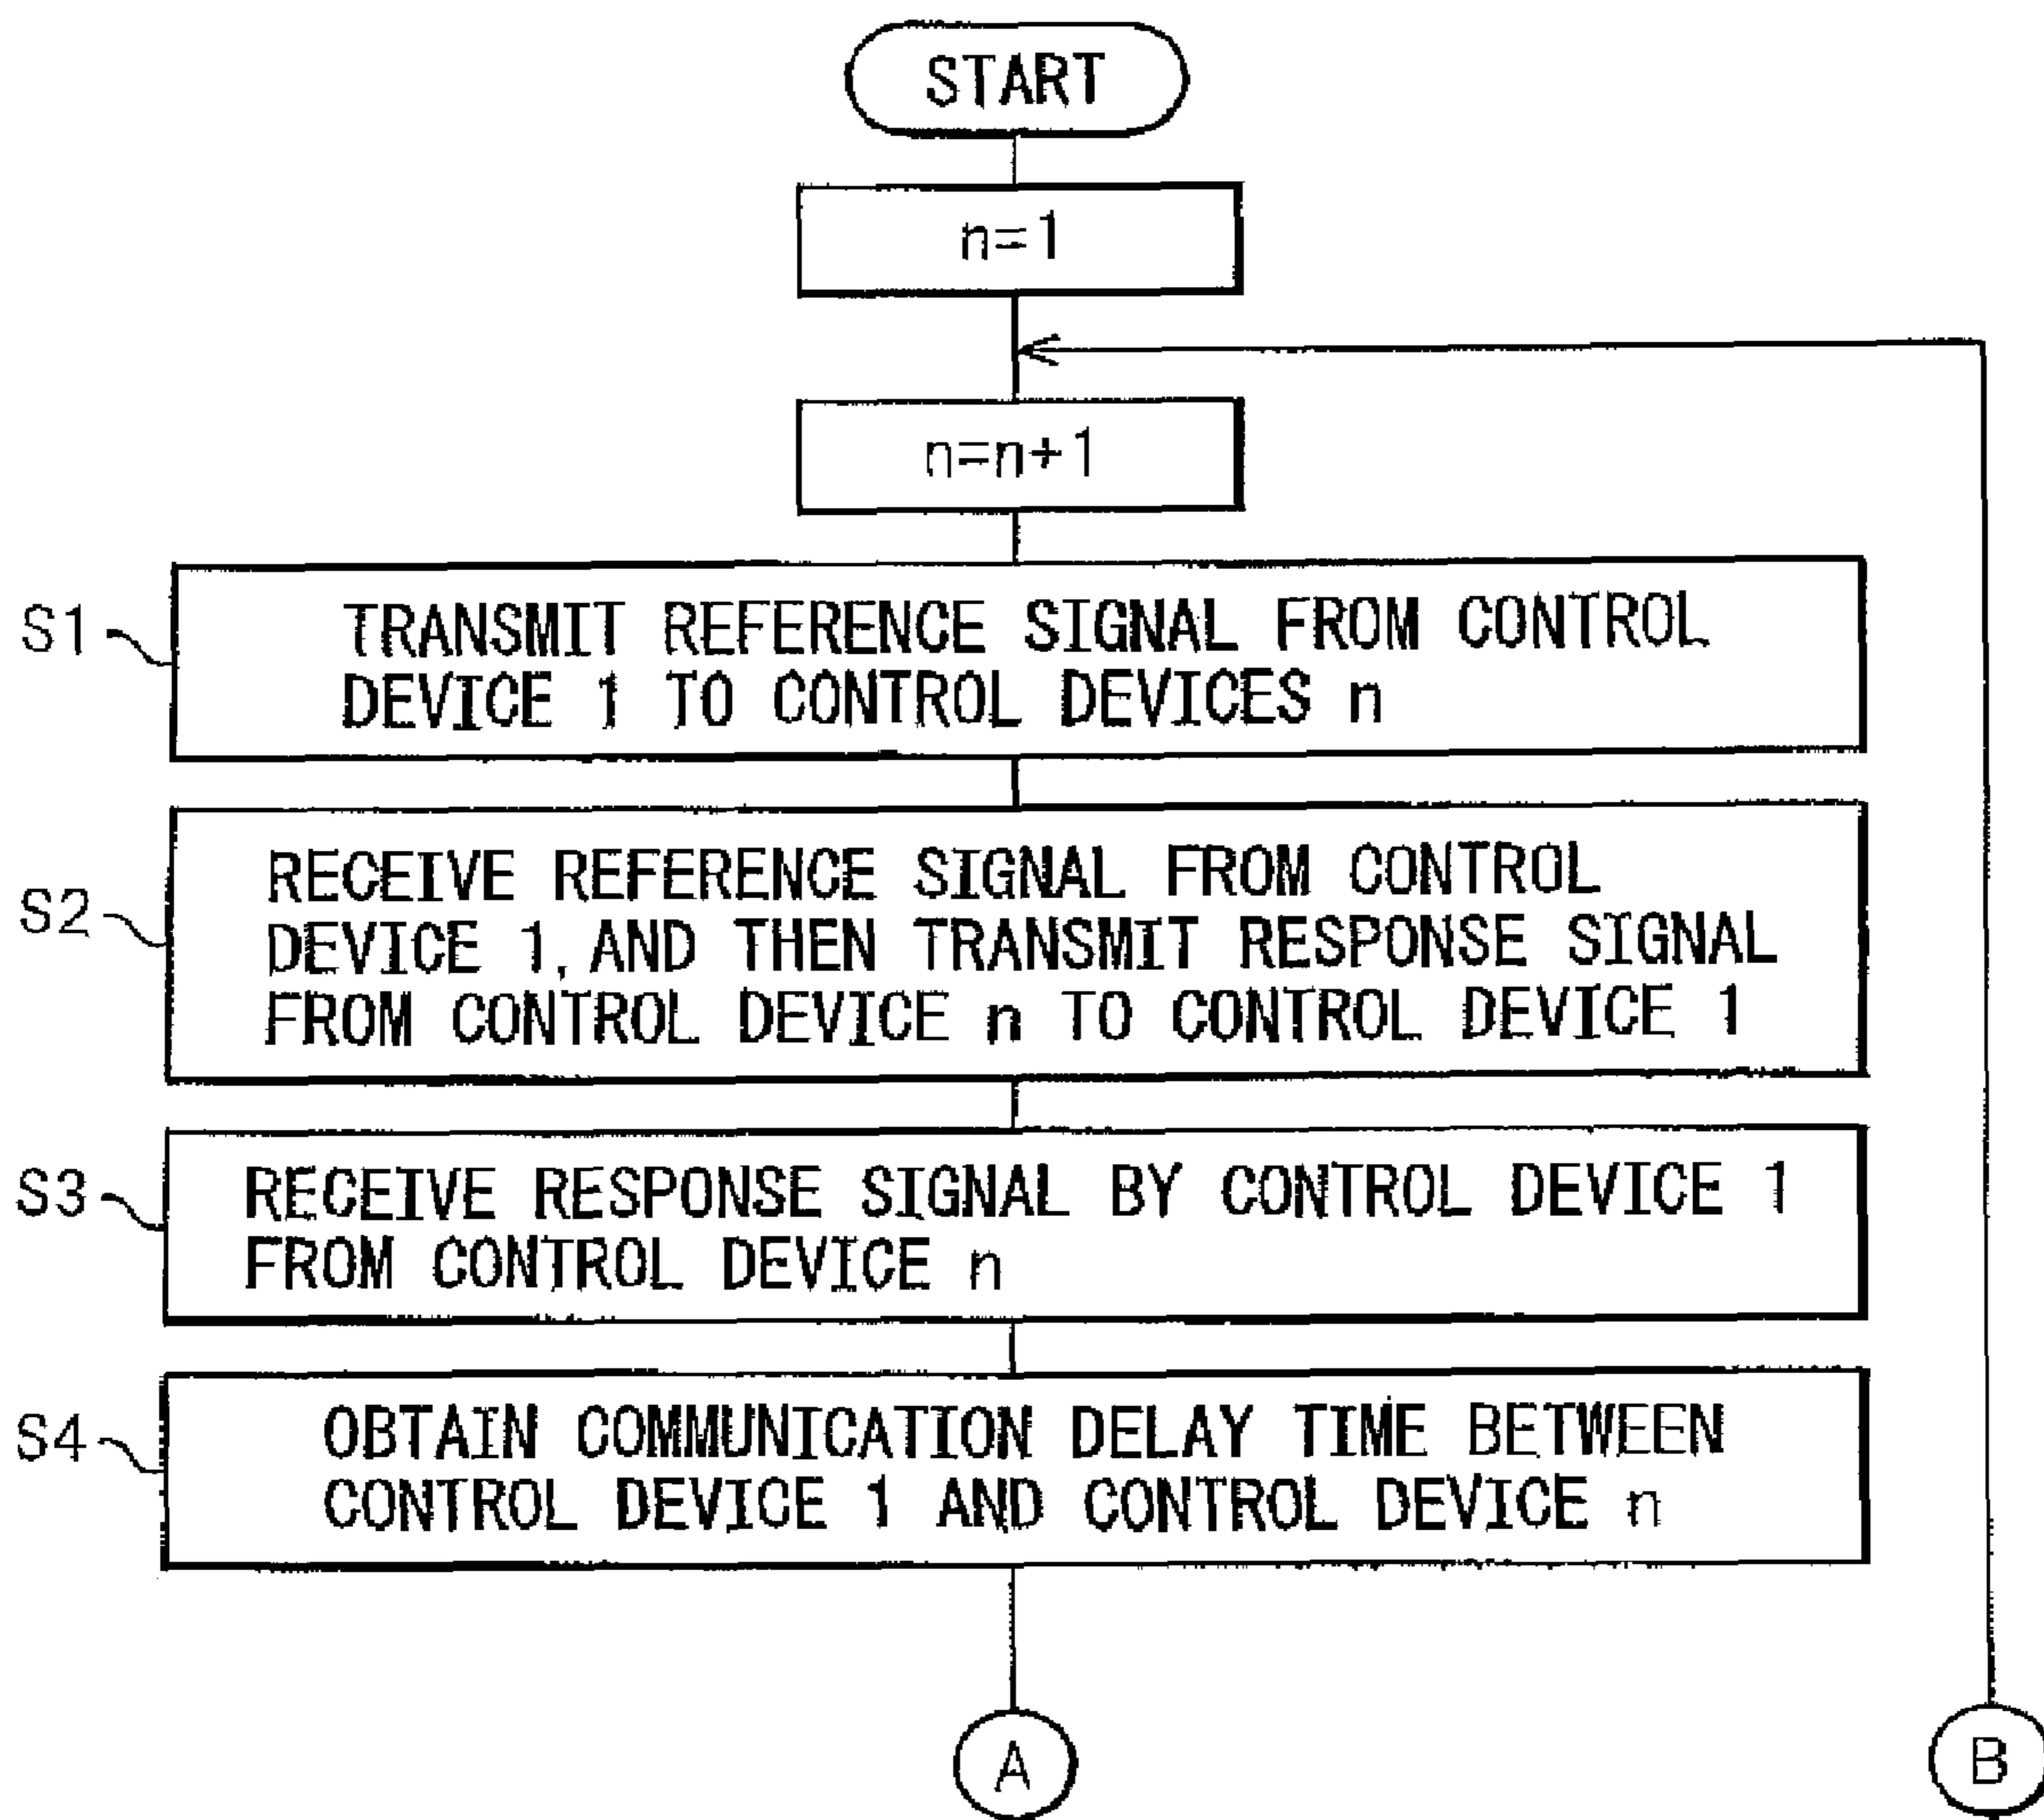 START
n=1
n=n+1
S1
TRANSMIT REFERENCE SIGNAL FROM CONTROL
DEVICE 1 TO CONTROL DEVICES n
S2
RECEIVE REFERENCE SIGNAL FROM CONTROL
DEVICE 1, AND THEN TRANSMIT RESPONSE SIGNAL
FROM CONTROL DEVICE n TO CONTROL DEVICE 1
S3
RECEIVE RESPONSE SIGNAL BY CONTROL DEVICE 1
FROM CONTROL DEVICE n
S4
OBTAIN COMMUNICATION DELAY TIME BETWEEN
CONTROL DEVICE 1 AND CONTROL DEVICE n
A
B